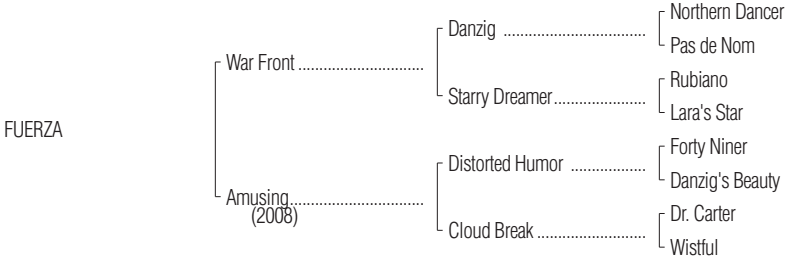 Northern Dancer
Danzig ..................................
Pas de Nom
War Front ..............................
Rubiano
Starry Dreamer......................
Lara's Star
FUERZA
Forty Niner
Distorted Humor ..................
Danzig's Beauty
Amusing................................
(2008)
Dr. Carter
Cloud Break ..........................
Wistful